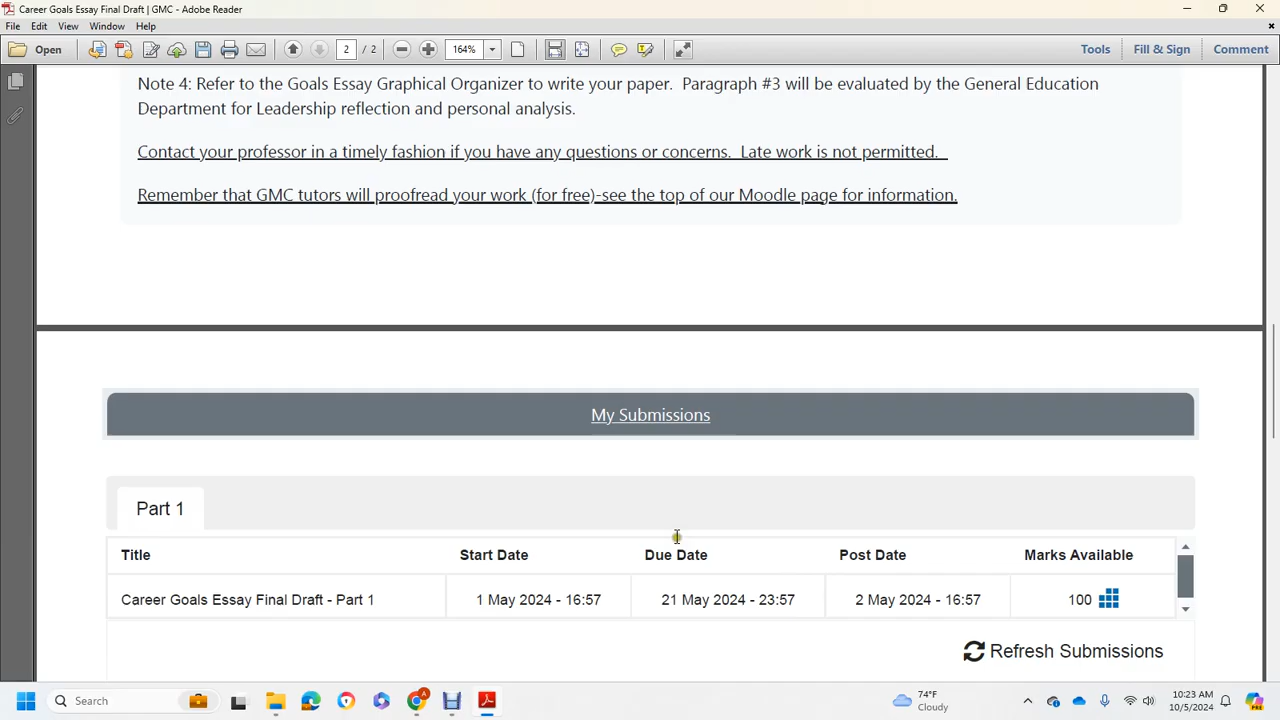 Career Goals Essay Final Draft | GMC - Adobe Reader
File Edit View Window Help
Open 2 / 2 164% Tools Fill & Sign Comment
Note 4: Refer to the Goals Essay Graphical Organizer to write your paper. Paragraph #3 will be evaluated by the General Education
Department for Leadership reflection and personal analysis.
Contact your professor in a timely fashion if you have any questions or concerns. Late work is not permitted.
Remember that GMC tutors will proofread your work (for free)-see the top of our Moodle page for information.
My Submissions
Part 1
Title Start Date Due Date Post Date Marks Available
Career Goals Essay Final Draft - Part 1 1 May 2024 - 16:57 21 May 2024 - 23:57 2 May 2024 - 16:57 100
Refresh Submissions
Search
74°F
Cloudy
10:23 AM
10/5/2024